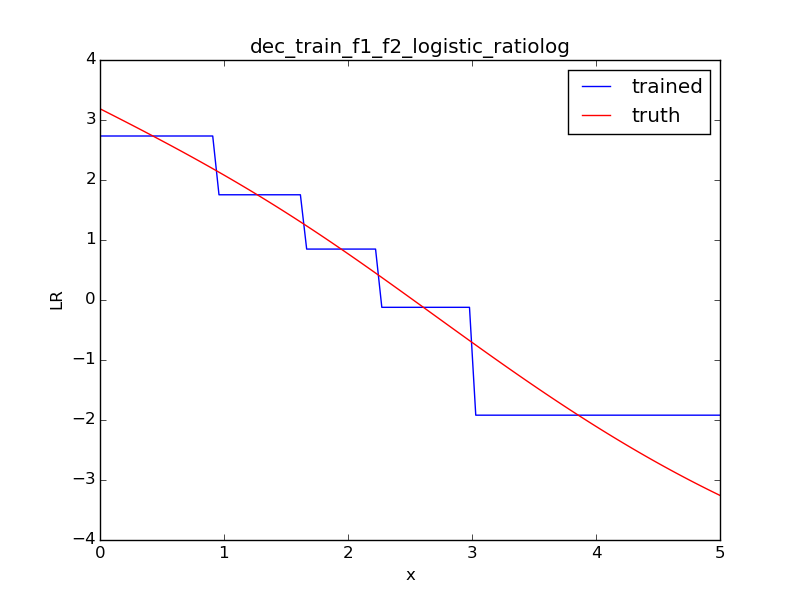 dec_train_f1_f2_logistic_ratiolog
4
3
2
1
0
−1
−2
−3
−4
LR
trained
truth
0 1 2 3 4 5
x